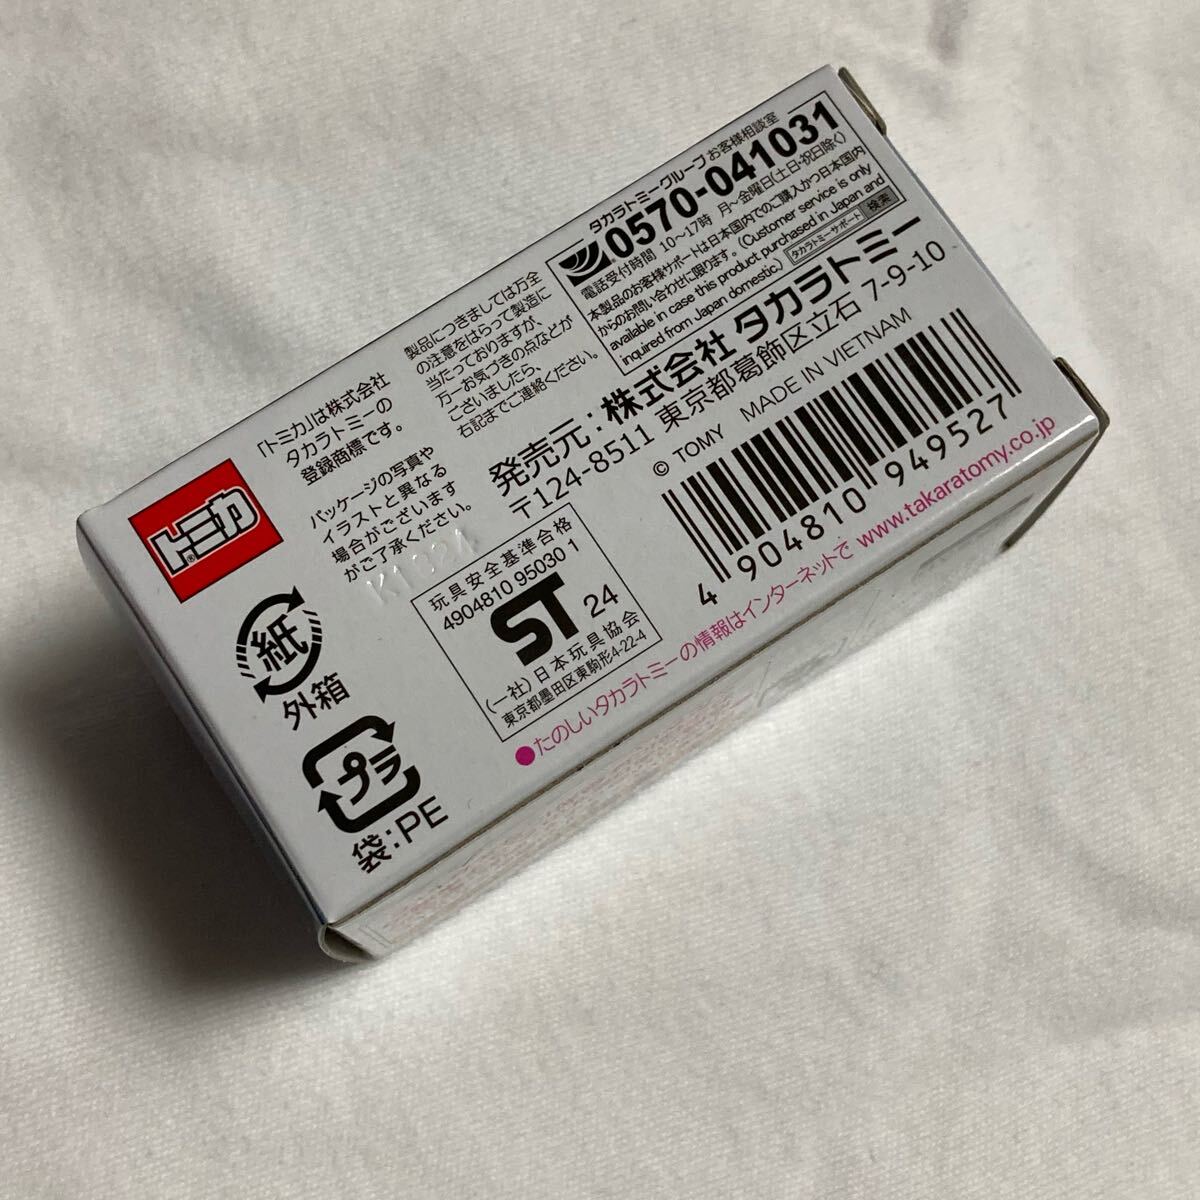 トミカ®
「トミカ」は株式会社
タカラトミーの
登録商標です。
パッケージの写真や
イラストと異なる
場合がございます
がご了承ください。
紙
外箱
プラ
袋:PE
製品につきましては万全
の注意をはらって製造に
当たっておりますが、
万一お気づきの点などが
ございましたら、
右記までご連絡ください。
タカラトミーグループお客様相談室
0570-041031
電話受付時間 10〜17時 月〜金曜日(土日・祝日除く)
本製品のお客様サポートは日本国内でのご購入かつ日本国内
からのお問い合わせに限ります。(Customer service is only
available in case this product purchased in Japan and
inquired from Japan domestic.)
タカラトミーサポート 検索
発売元:株式会社 タカラトミー
〒124-8511 東京都葛飾区立石 7-9-10
© TOMY MADE IN VIETNAM
玩具安全基準合格
4904810 95030 1
ST 24
(一社)日本玩具協会
東京都墨田区東駒形4-22-4
4 904810 949527
●たのしいタカラトミーの情報はインターネットで www.takaratomy.co.jp